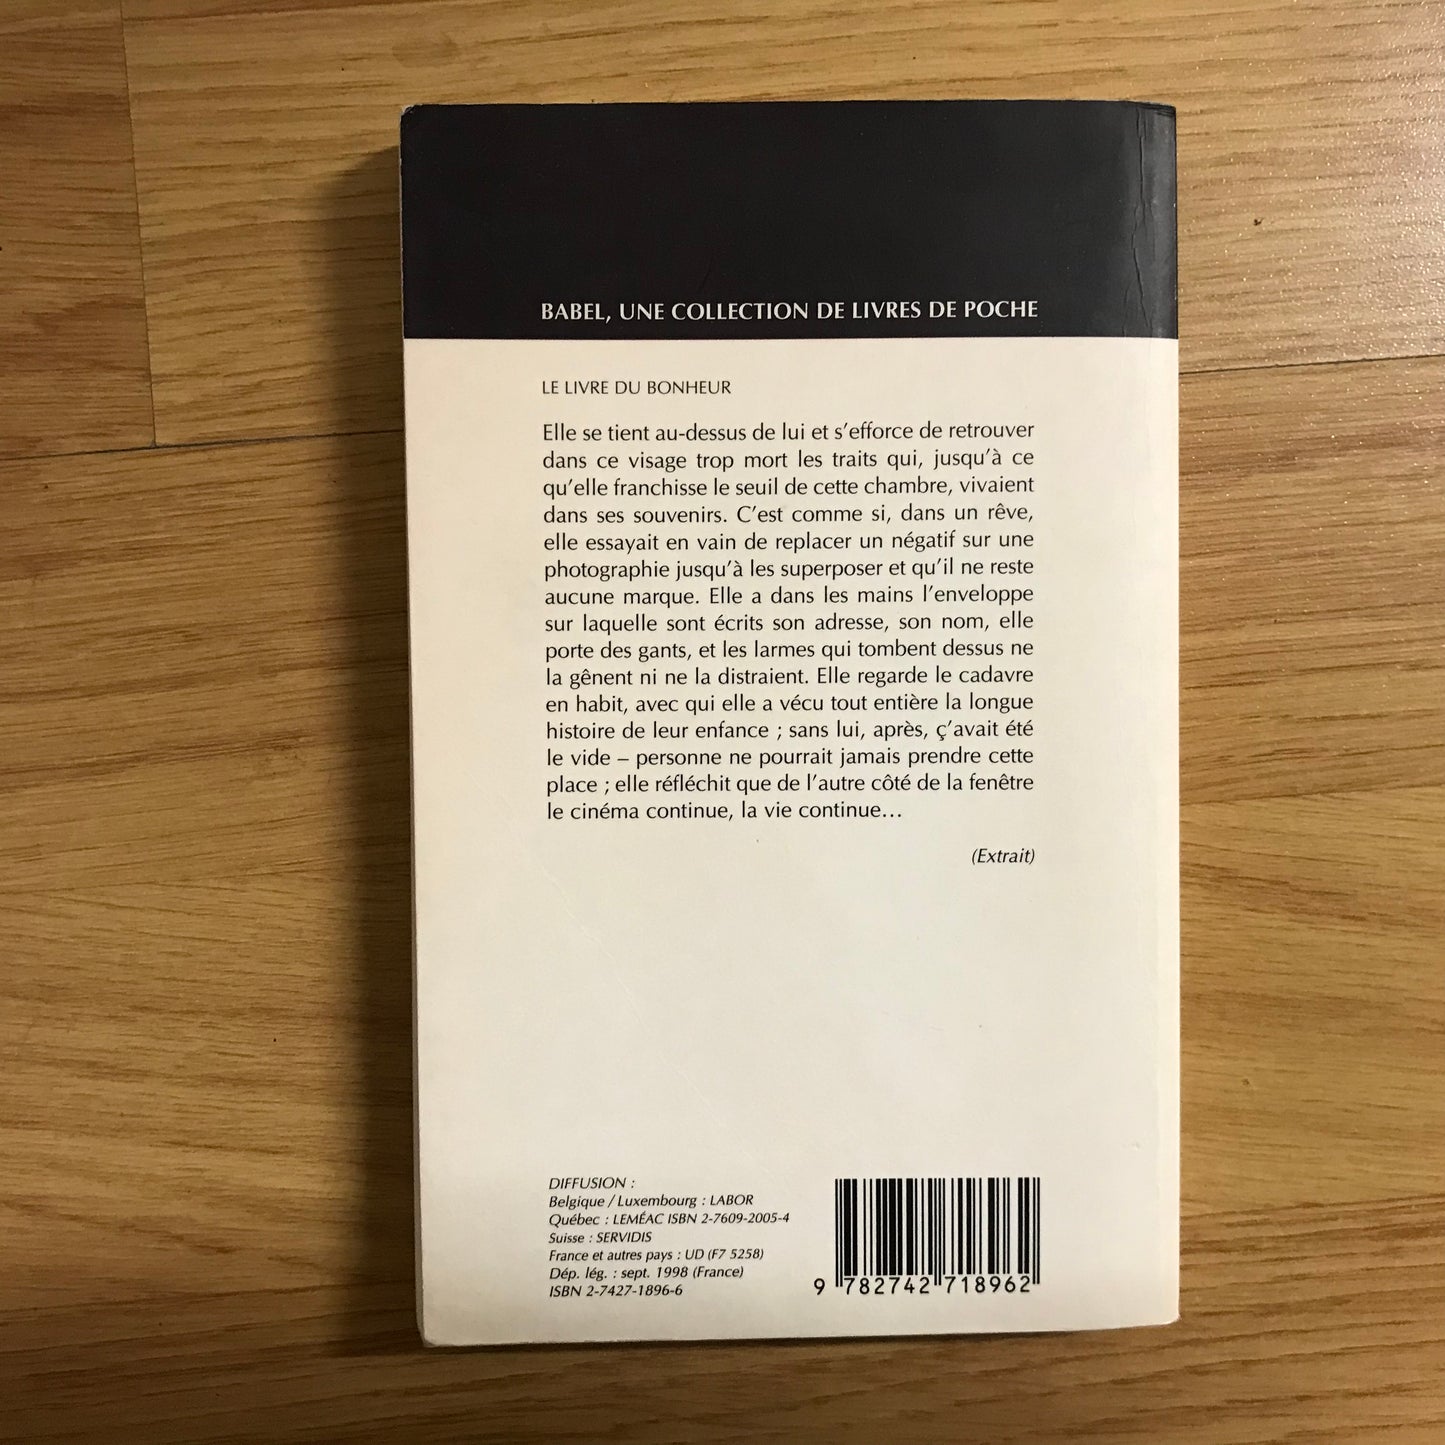 BABEL, UNE COLLECTION DE LIVRES DE POCHE
LE LIVRE DU BONHEUR
Elle se tient au-dessus de lui et s'efforce de retrouver
dans ce visage trop mort les traits qui, jusqu'à ce
qu'elle franchisse le seuil de cette chambre, vivaient
dans ses souvenirs. C'est comme si, dans un rêve,
elle essayait en vain de replacer un négatif sur une
photographie jusqu'à les superposer et qu'il ne reste
aucune marque. Elle a dans les mains l'enveloppe
sur laquelle sont écrits son adresse, son nom, elle
porte des gants, et les larmes qui tombent dessus ne
la gênent ni ne la distraient. Elle regarde le cadavre
en habit, avec qui elle a vécu tout entière la longue
histoire de leur enfance ; sans lui, après, ç'avait été
le vide – personne ne pourrait jamais prendre cette
place ; elle réfléchit que de l'autre côté de la fenêtre
le cinéma continue, la vie continue…
(Extrait)
DIFFUSION :
Belgique / Luxembourg : LABOR
Québec : LEMÉAC ISBN 2-7609-2005-4
Suisse : SERVIDIS
France et autres pays : UD (F7 5258)
Dép. lég. : sept. 1998 (France)
ISBN 2-7427-1896-6
9 782742 718962